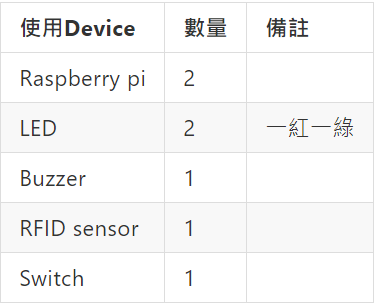 使用Device 數量 備註
Raspberry pi 2
LED 2 一紅一綠
Buzzer 1
RFID sensor 1
Switch 1